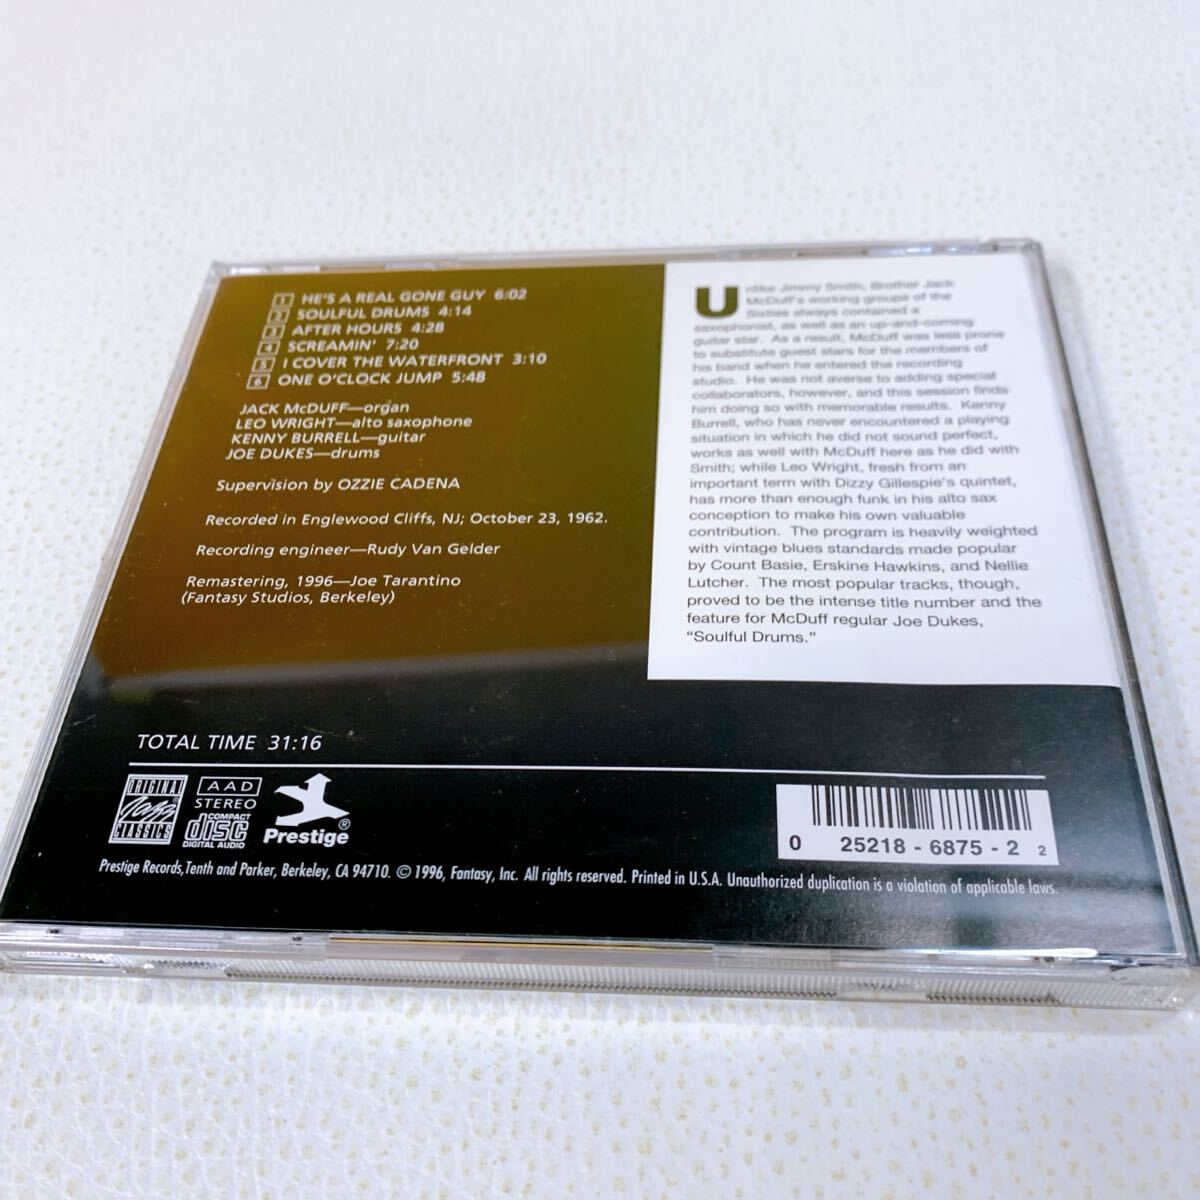 1 HE'S A REAL GONE GUY 6:02
2 SOULFUL DRUMS 4:14
3 AFTER HOURS 4:28
4 SCREAMIN' 7:20
5 I COVER THE WATERFRONT 3:10
6 ONE O'CLOCK JUMP 5:48
JACK McDUFF—organ
LEO WRIGHT—alto saxophone
KENNY BURRELL—guitar
JOE DUKES—drums
Supervision by OZZIE CADENA
Recorded in Englewood Cliffs, NJ; October 23, 1962.
Recording engineer—Rudy Van Gelder
Remastering, 1996—Joe Tarantino
(Fantasy Studios, Berkeley)
Unlike Jimmy Smith, Brother Jack
McDuff's working groups of the
Sixties always contained a
saxophonist, as well as an up-and-coming
guitar star. As a result, McDuff was less prone
to substitute guest stars for the members of
his band when he entered the recording
studio. He was not averse to adding special
collaborators, however, and this session finds
him doing so with memorable results. Kenny
Burrell, who has never encountered a playing
situation in which he did not sound perfect,
works as well with McDuff here as he did with
Smith; while Leo Wright, fresh from an
important term with Dizzy Gillespie's quintet,
has more than enough funk in his alto sax
conception to make his own valuable
contribution. The program is heavily weighted
with vintage blues standards made popular
by Count Basie, Erskine Hawkins, and Nellie
Lutcher. The most popular tracks, though,
proved to be the intense title number and the
feature for McDuff regular Joe Dukes,
"Soulful Drums."
TOTAL TIME 31:16
ORIGINAL
Jazz
CLASSICS
AAD
STEREO
COMPACT
disc
DIGITAL AUDIO
Prestige®
0 25218 - 6875 - 2 2
Prestige Records, Tenth and Parker, Berkeley, CA 94710. © 1996, Fantasy, Inc. All rights reserved. Printed in U.S.A. Unauthorized duplication is a violation of applicable laws.